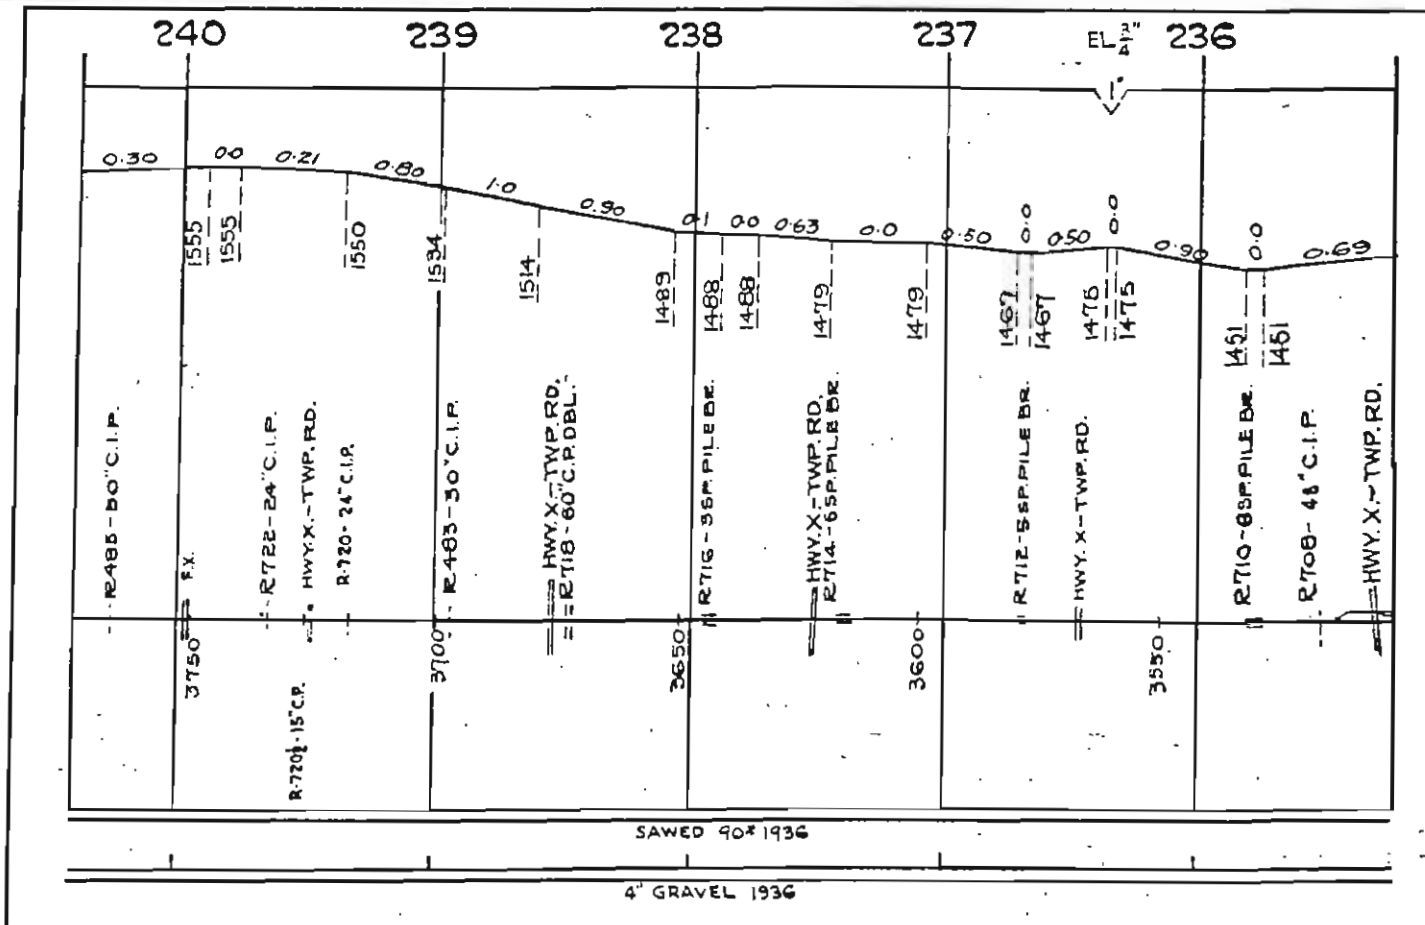 240 239 238 237 EL 3/4" 236
1°
0.30 0.0 0.21 0.80 1.0 0.90 0.1 0.0 0.63 0.0 0.50 0.0 .50 0.0 0.90 0.0 0.69
1555 1555 1550 1534 1514 1489 1488 1488 1479 1479 1467 1467 1475 1475 1451 1451
R485-50"C.I.P.
F.X.
R722-24"C.I.P.
HWY.X.-TWP.RD.
R-720-24"C.I.P.
R483-30"C.I.P.
HWY.X.-TWP.RD.
R718-60"C.P.DBL.
R716-3SP.PILE BR.
HWY.X.-TWP.RD.
R714-6SP.PILE BR.
R712-5SP.PILE BR.
HWY.X-TWP.RD.
R710-8SP.PILE BR.
R708-48"C.I.P.
HWY.X.-TWP.RD.
3750 3700 3650 3600 3550
R-720½-15"C.P.
SAWED 90# 1936
4" GRAVEL 1936